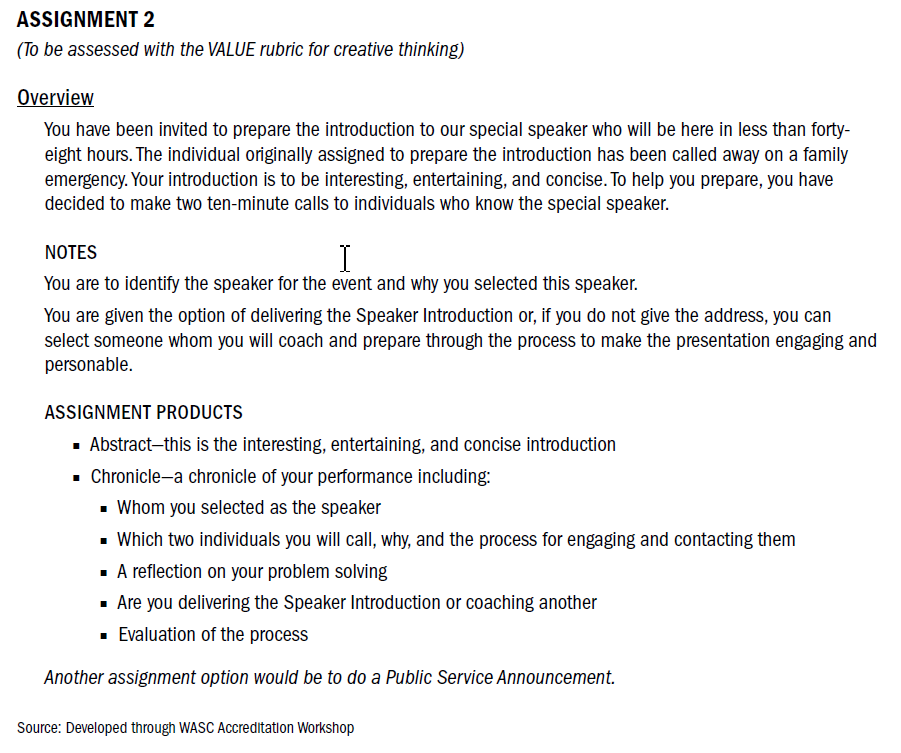 ASSIGNMENT 2
(To be assessed with the VALUE rubric for creative thinking)
Overview
You have been invited to prepare the introduction to our special speaker who will be here in less than forty-
eight hours. The individual originally assigned to prepare the introduction has been called away on a family
emergency. Your introduction is to be interesting, entertaining, and concise. To help you prepare, you have
decided to make two ten-minute calls to individuals who know the special speaker.
NOTES
You are to identify the speaker for the event and why you selected this speaker.
You are given the option of delivering the Speaker Introduction or, if you do not give the address, you can
select someone whom you will coach and prepare through the process to make the presentation engaging and
personable.
ASSIGNMENT PRODUCTS
▪ Abstract—this is the interesting, entertaining, and concise introduction
▪ Chronicle—a chronicle of your performance including:
▪ Whom you selected as the speaker
▪ Which two individuals you will call, why, and the process for engaging and contacting them
▪ A reflection on your problem solving
▪ Are you delivering the Speaker Introduction or coaching another
▪ Evaluation of the process
Another assignment option would be to do a Public Service Announcement.
Source: Developed through WASC Accreditation Workshop